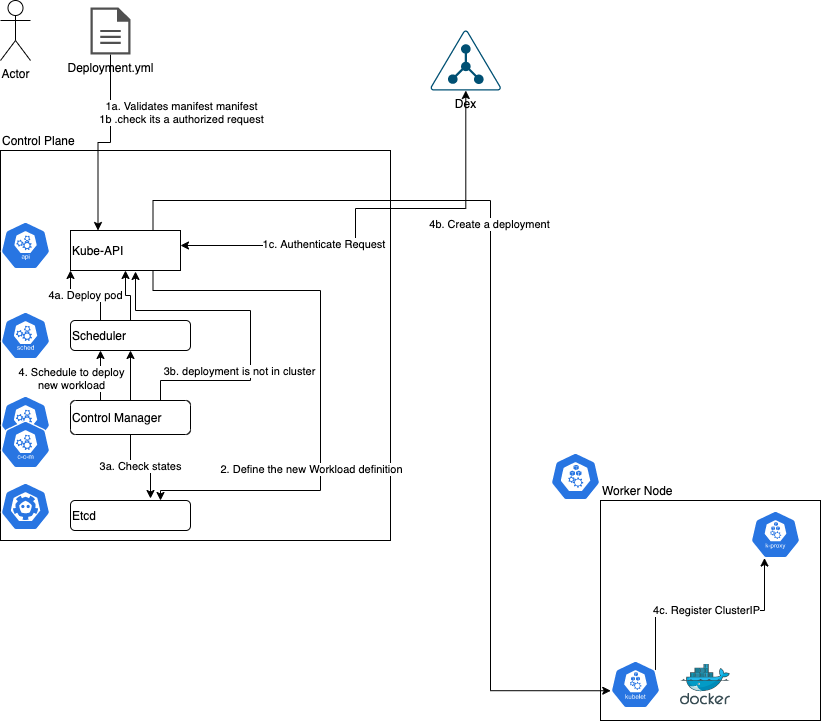 Actor
Deployment.yml
1a. Validates manifest manifest
1b .check its a authorized request
Dex
Control Plane
4b. Create a deployment
Kube-API
1c. Authenticate Request
api
4a. Deploy pod
Scheduler
sched
4. Schedule to deploy
new workload
3b. deployment is not in cluster
Control Manager
c-c-m
3a. Check states
2. Define the new Workload definition
Etcd
Worker Node
k-proxy
4c. Register ClusterIP
kubelet
docker